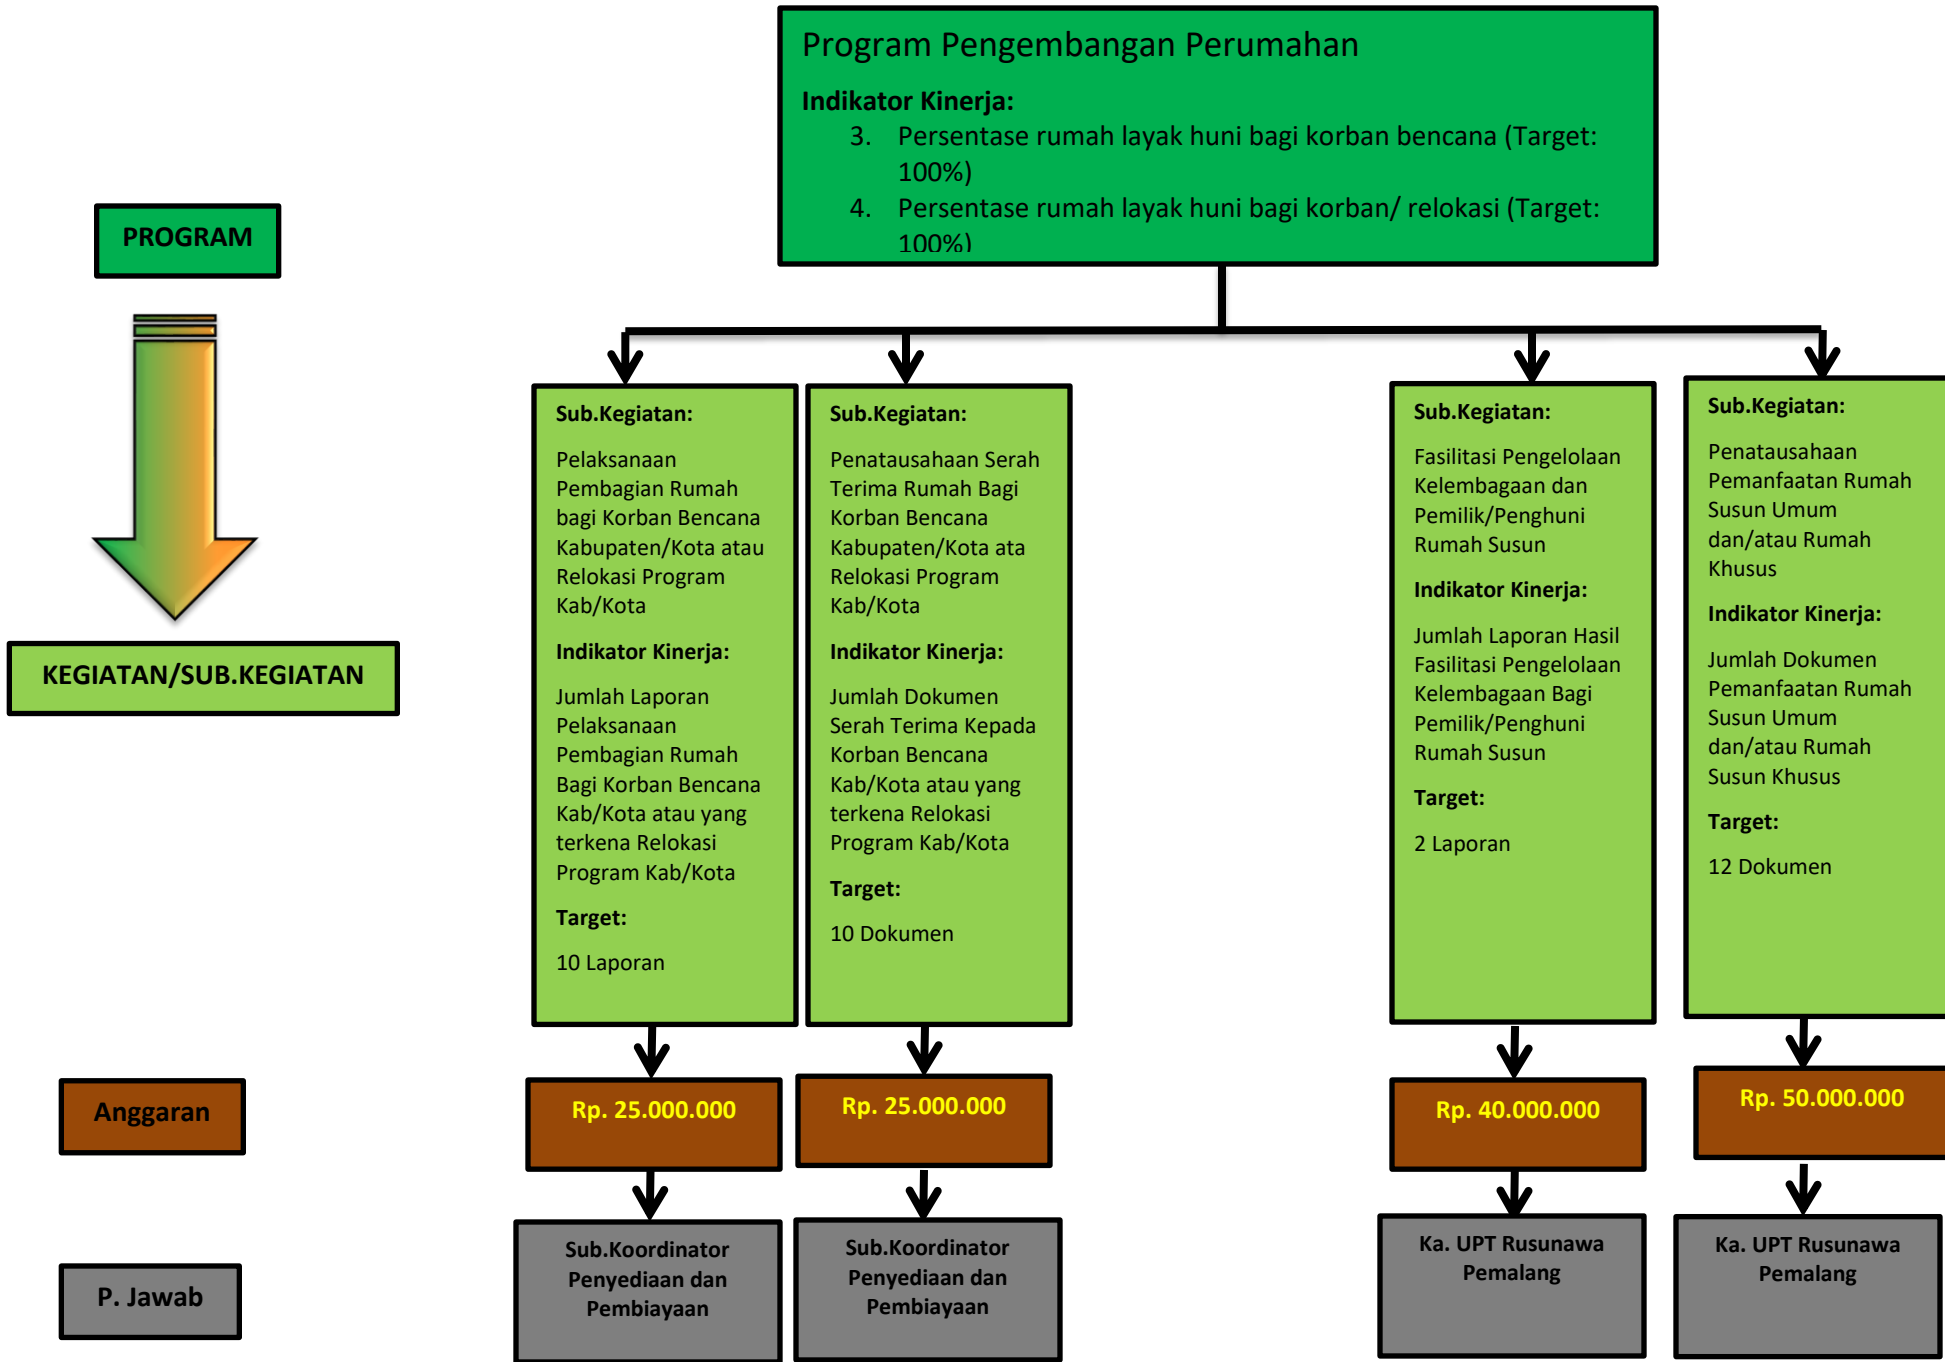 Program Pengembangan Perumahan
Indikator Kinerja:
3. Persentase rumah layak huni bagi korban bencana (Target:
100%)
4. Persentase rumah layak huni bagi korban/ relokasi (Target:
100%)
PROGRAM
KEGIATAN/SUB.KEGIATAN
Sub.Kegiatan:
Pelaksanaan
Pembagian Rumah
bagi Korban Bencana
Kabupaten/Kota atau
Relokasi Program
Kab/Kota
Indikator Kinerja:
Jumlah Laporan
Pelaksanaan
Pembagian Rumah
Bagi Korban Bencana
Kab/Kota atau yang
terkena Relokasi
Program Kab/Kota
Target:
10 Laporan
Sub.Kegiatan:
Penatausahaan Serah
Terima Rumah Bagi
Korban Bencana
Kabupaten/Kota ata
Relokasi Program
Kab/Kota
Indikator Kinerja:
Jumlah Dokumen
Serah Terima Kepada
Korban Bencana
Kab/Kota atau yang
terkena Relokasi
Program Kab/Kota
Target:
10 Dokumen
Sub.Kegiatan:
Fasilitasi Pengelolaan
Kelembagaan dan
Pemilik/Penghuni
Rumah Susun
Indikator Kinerja:
Jumlah Laporan Hasil
Fasilitasi Pengelolaan
Kelembagaan Bagi
Pemilik/Penghuni
Rumah Susun
Target:
2 Laporan
Sub.Kegiatan:
Penatausahaan
Pemanfaatan Rumah
Susun Umum
dan/atau Rumah
Khusus
Indikator Kinerja:
Jumlah Dokumen
Pemanfaatan Rumah
Susun Umum
dan/atau Rumah
Susun Khusus
Target:
12 Dokumen
Anggaran
Rp. 25.000.000
Rp. 25.000.000
Rp. 40.000.000
Rp. 50.000.000
P. Jawab
Sub.Koordinator
Penyediaan dan
Pembiayaan
Sub.Koordinator
Penyediaan dan
Pembiayaan
Ka. UPT Rusunawa
Pemalang
Ka. UPT Rusunawa
Pemalang